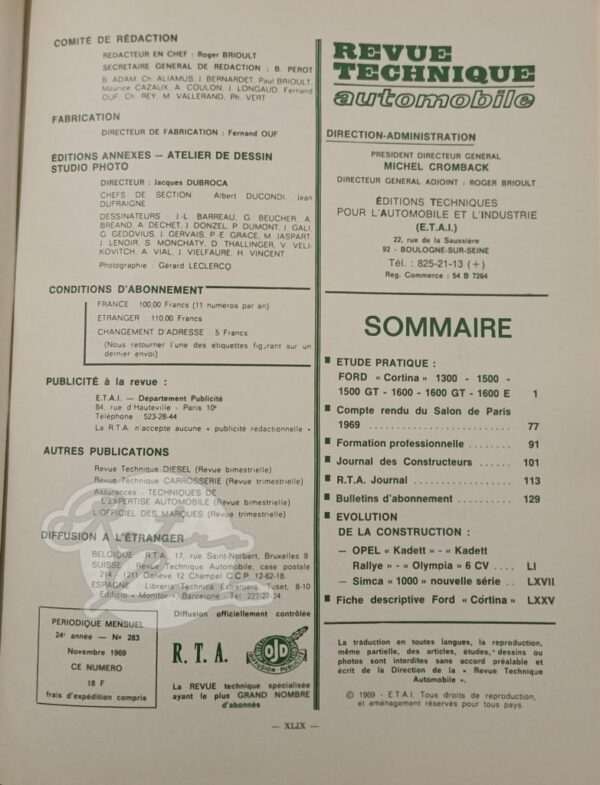 COMITÉ DE RÉDACTION
REDACTEUR EN CHEF : Roger BRIOULT
SECRETAIRE GENERAL DE REDACTION : B. PEROT
B. ADAM, Ch. ALIAMUS, J. BERNARDET, Paul BRIOULT,
Maurice CAZAUX, A. COULON, J. LONGAUD, Fernand
OUF, Ch. REY, M. VALLERAND, Ph. VERT
FABRICATION
DIRECTEUR DE FABRICATION : Fernand OUF
ÉDITIONS ANNEXES — ATELIER DE DESSIN
STUDIO PHOTO
DIRECTEUR : Jacques DUBROCA
CHEFS DE SECTION Albert DUCONDI, Jean
DUFRAIGNE
DESSINATEURS : J.-L. BARREAU, G. BEUCHER, A.
BREAND, A. DECHET, J. DONZEL, P. DUMONT, J. GALI,
G. GEDOVIUS, J. GERVAIS, P.-E. GRACE, M. JASPART,
J. LENOIR, S. MONCHATY, D. THALLINGER, V. VELI-
KOVITCH, A. VIAL, J. VIELFAURE, H. VINCENT
Photographie : Gérard LECLERCQ
CONDITIONS D'ABONNEMENT
FRANCE : 100,00 Francs (11 numéros par an)
ETRANGER : 110,00 Francs
CHANGEMENT D'ADRESSE : 5 Francs
(Nous retourner l'une des étiquettes figurant sur un
dernier envoi)
PUBLICITÉ à la revue :
E.T.A.I. — Département Publicité
84, rue d'Hauteville - Paris 10e
Téléphone : 523-28-44
La R.T.A. n'accepte aucune « publicité rédactionnelle »
AUTRES PUBLICATIONS
Revue Technique DIESEL (Revue bimestrielle)
Revue Technique CARROSSERIE (Revue trimestrielle)
Assurances - TECHNIQUES DE
L'EXPERTISE AUTOMOBILE (Revue bimestrielle)
L'OFFICIEL DES MARQUES (Revue trimestrielle)
DIFFUSION A L'ÉTRANGER
BELGIQUE : R.T.A., 17, rue Saint-Norbert, Bruxelles 9
SUISSE : Revue Technique Automobile, case postale
214 - 1211 Genève 12 Champel C.C.P. 12-62-18.
ESPAGNE : Libreria Technica Extranjera, Tuset, 8-10
Edificio « Monitor » Barcelone - Tel. 227-27-34
PERIODIQUE MENSUEL
24e année — No 283
Novembre 1969
CE NUMERO
18 F
frais d'expédition compris
Diffusion officiellement contrôlée
R. T. A.
OJD
DIFFUSION - PUBLICITÉ
La REVUE technique spécialisée
ayant le plus GRAND NOMBRE
d'abonnés
REVUE
TECHNIQUE
automobile
DIRECTION-ADMINISTRATION
PRESIDENT DIRECTEUR GENERAL
MICHEL CROMBACK
DIRECTEUR GENERAL ADJOINT : ROGER BRIOULT
ÉDITIONS TECHNIQUES
POUR L'AUTOMOBILE ET L'INDUSTRIE
(E.T.A.I.)
22, rue de la Saussière
92 - BOULOGNE-SUR-SEINE
Tél. : 825-21-13 (+)
Reg. Commerce : 54 B 7264
SOMMAIRE
ETUDE PRATIQUE :
FORD « Cortina » 1300 - 1500 -
1500 GT - 1600 - 1600 GT - 1600 E 1
Compte rendu du Salon de Paris
1969 .................... 77
Formation professionnelle ........ 91
Journal des Constructeurs ...... 101
R.T.A. Journal ............... 113
Bulletins d'abonnement ......... 129
EVOLUTION
DE LA CONSTRUCTION :
— OPEL « Kadett » - « Kadett
Rallye » - « Olympia » 6 CV .... LI
— Simca « 1000 » nouvelle série .. LXVII
Fiche descriptive Ford « Cortina » LXXV
La traduction en toutes langues, la reproduction,
même partielle, des articles, études, dessins ou
photos sont interdites sans accord préalable et
écrit de la Direction de la « Revue Technique
Automobile ».
© 1969 - E.T.A.I. Tous droits de reproduction,
et aménagement réservés pour tous pays.
— XLIX —